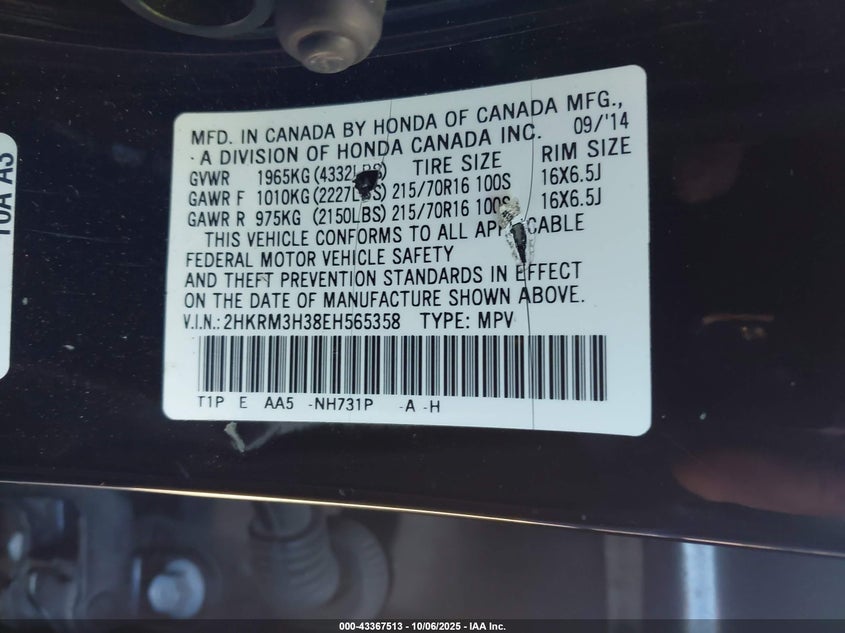 MFD. IN CANADA BY HONDA OF CANADA MFG.,
A DIVISION OF HONDA CANADA INC. 09/'14
GVWR 1965KG (4332LBS) TIRE SIZE RIM SIZE
GAWR F 1010KG (2227LBS) 215/70R16 100S 16X6.5J
GAWR R 975KG (2150LBS) 215/70R16 100S 16X6.5J
THIS VEHICLE CONFORMS TO ALL APPLICABLE
FEDERAL MOTOR VEHICLE SAFETY
AND THEFT PREVENTION STANDARDS IN EFFECT
ON THE DATE OF MANUFACTURE SHOWN ABOVE.
V.I.N.: 2HKRM3H38EH565358 TYPE: MPV
T1P E AA5 -NH731P -A -H
10A A3
000-43367513 - 10/06/2025 - IAA Inc.